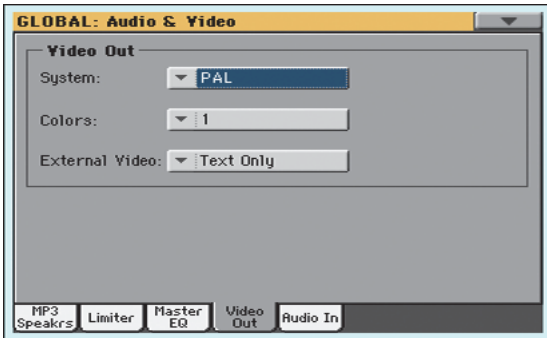 GLOBAL: Audio & Video
Video Out
System: PAL
Colors: 1
External Video: Text Only
MP3 Speakrs
Limiter
Master EQ
Video Out
Audio In